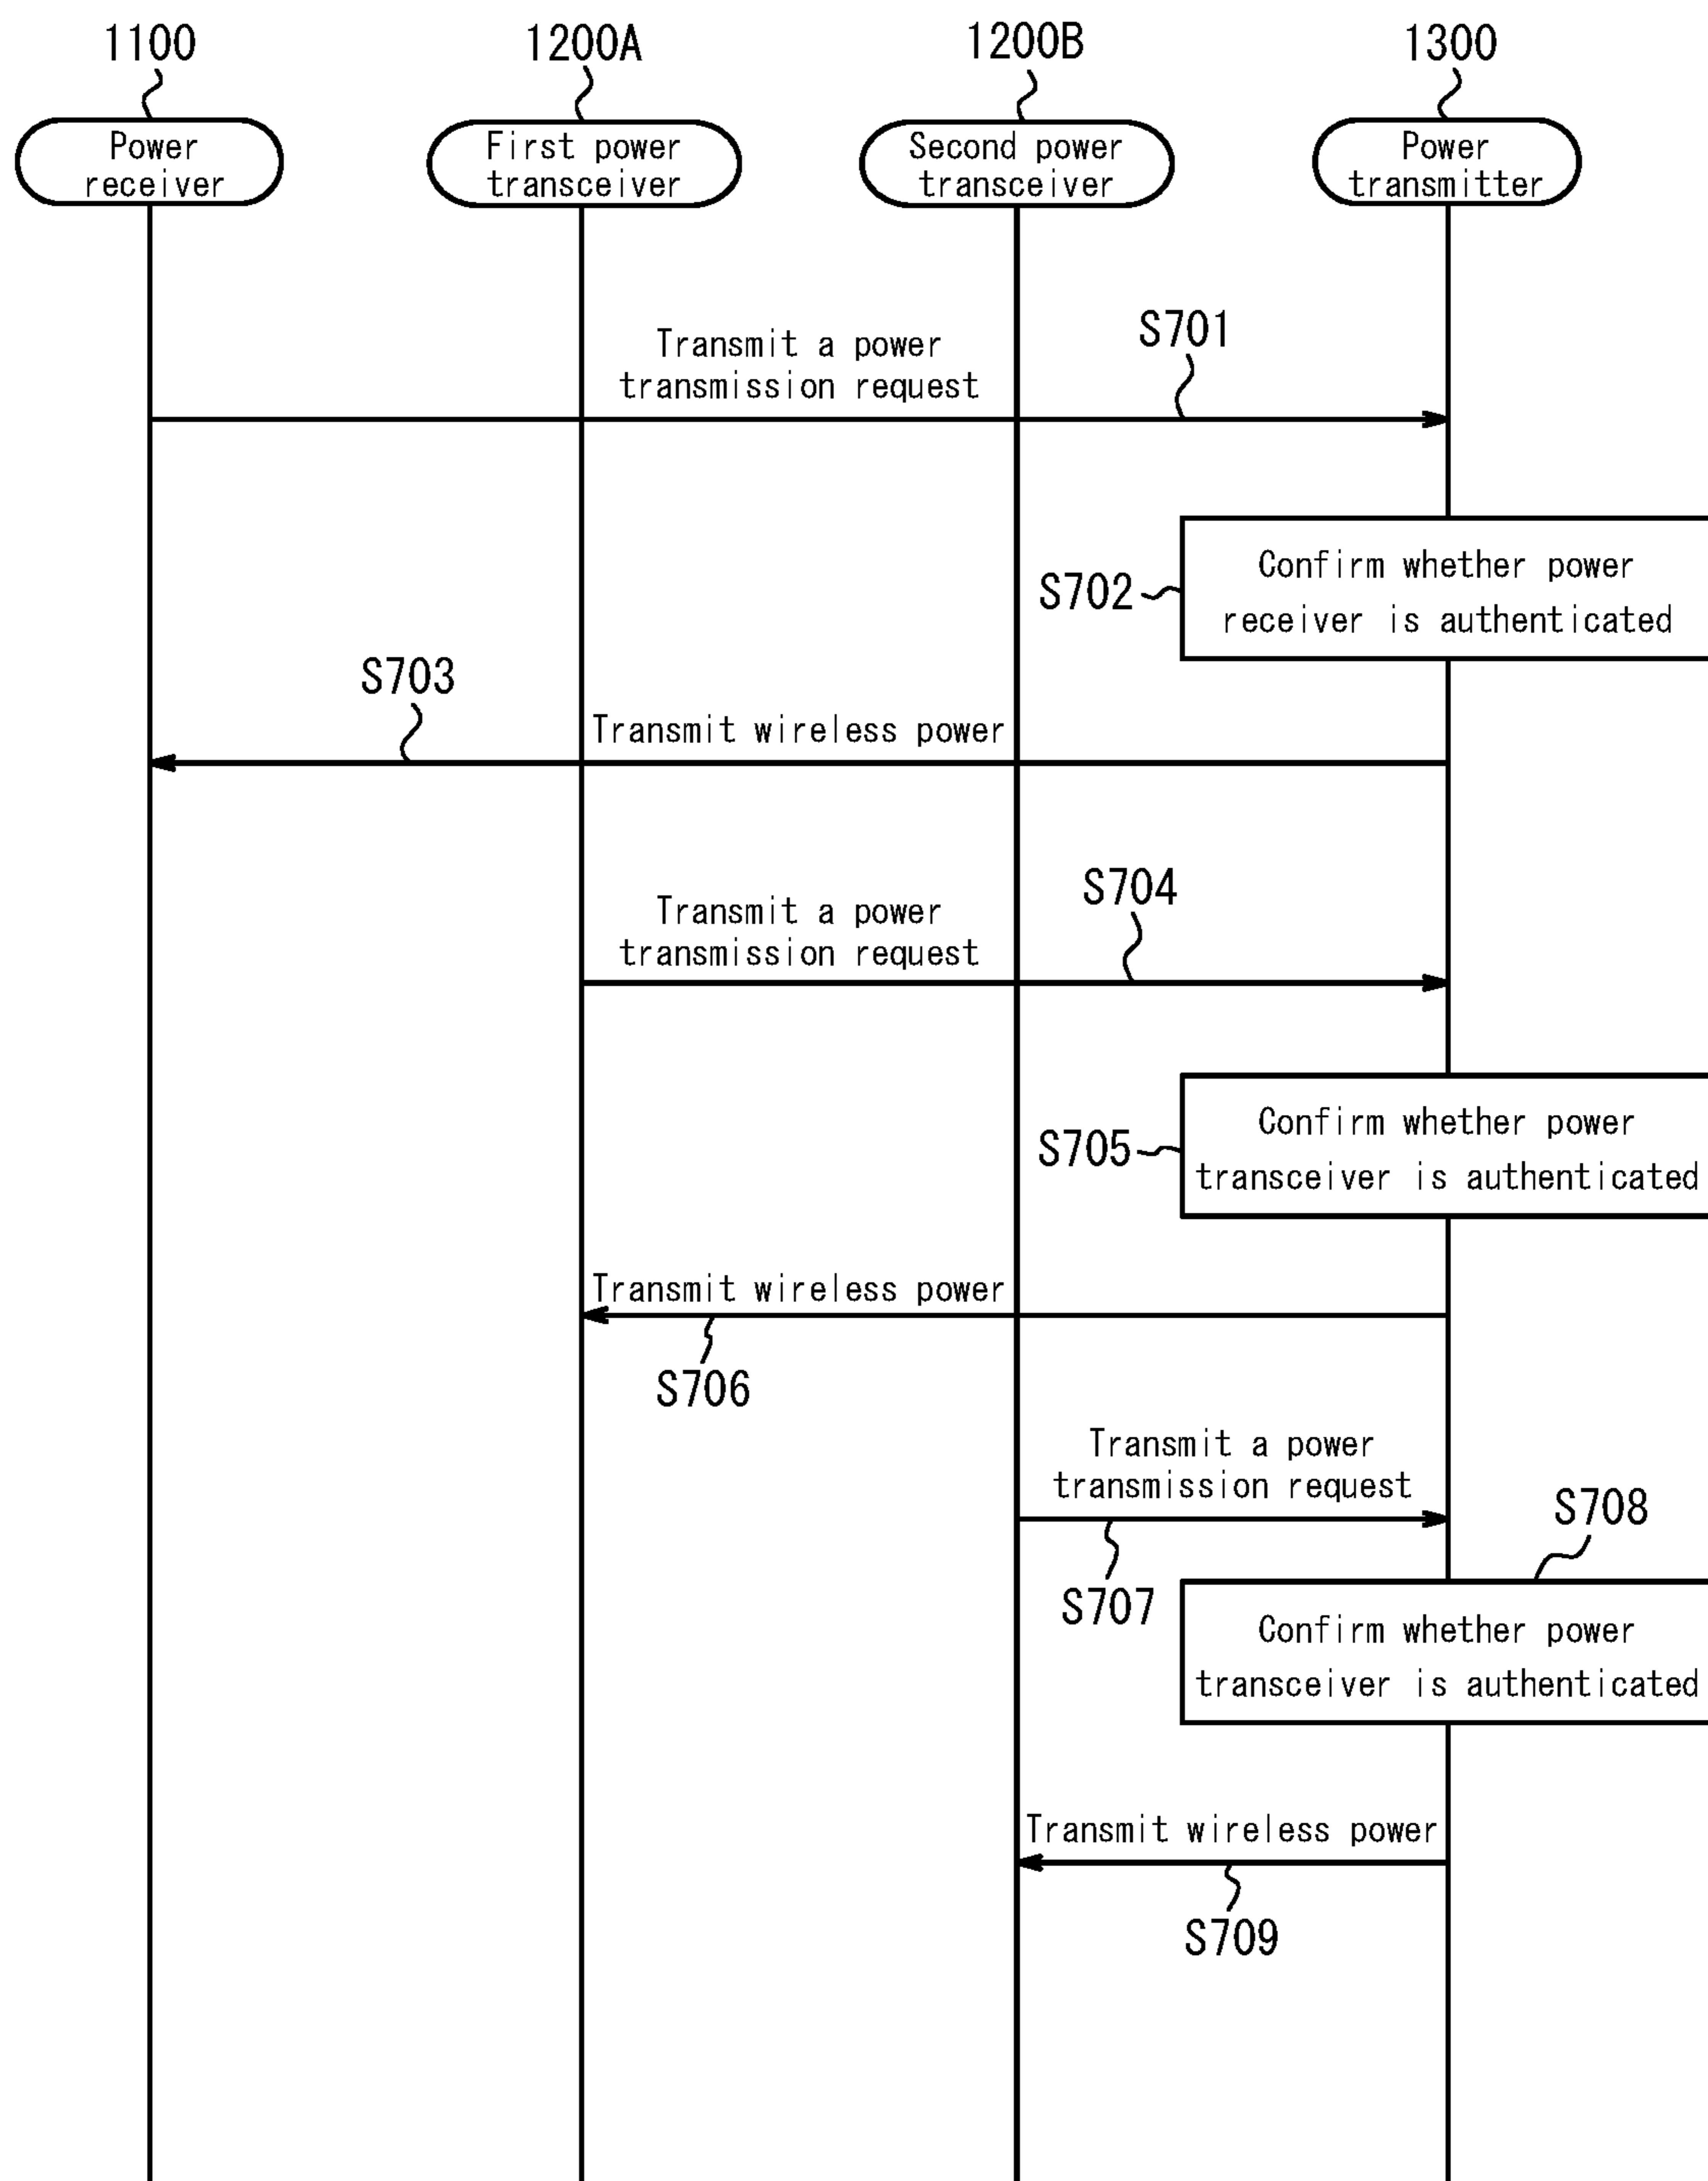 1100
1200A
1200B
1300
Power
receiver
First power
transceiver
Second power
transceiver
Power
transmitter
Transmit a power
transmission request
S701
S702
Confirm whether power
receiver is authenticated
S703
Transmit wireless power
S704
Transmit a power
transmission request
S705
Confirm whether power
transceiver is authenticated
Transmit wireless power
S706
Transmit a power
transmission request
S707
S708
Confirm whether power
transceiver is authenticated
Transmit wireless power
S709